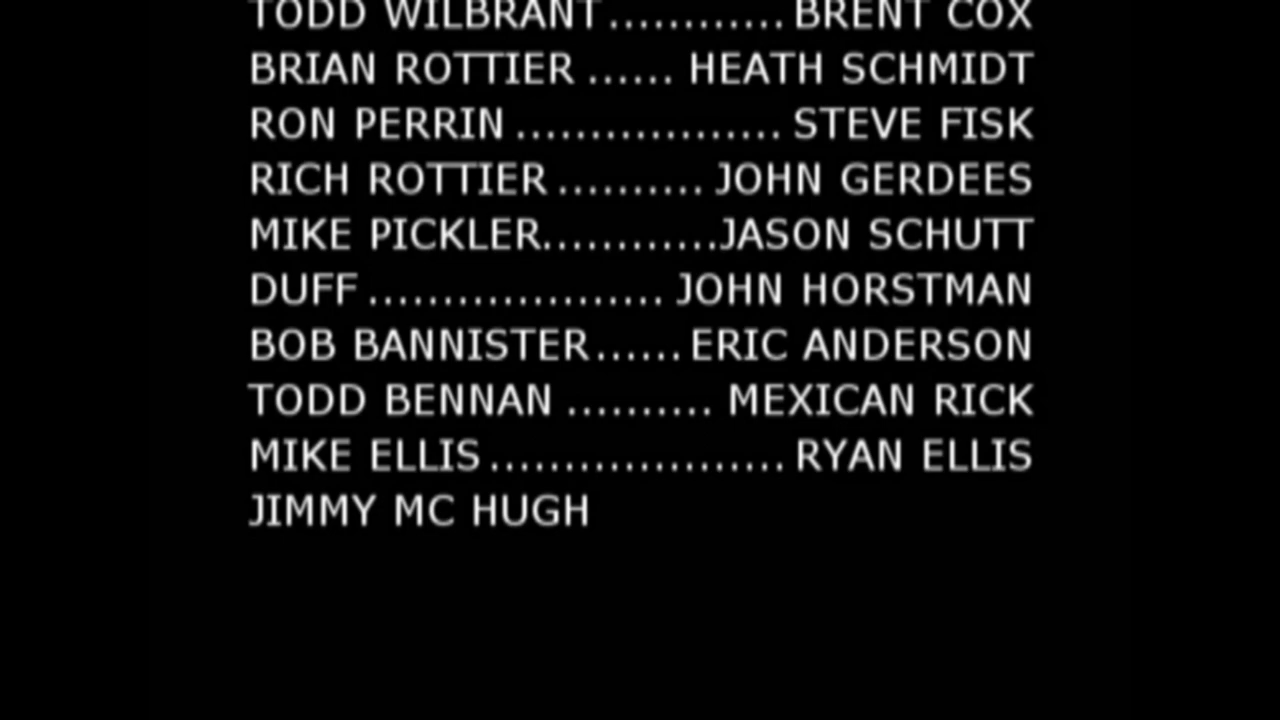 TODD WILBRANT............BRENT COX
BRIAN ROTTIER ...... HEATH SCHMIDT
RON PERRIN .................. STEVE FISK
RICH ROTTIER .......... JOHN GERDEES
MIKE PICKLER............JASON SCHUTT
DUFF .................... JOHN HORSTMAN
BOB BANNISTER......ERIC ANDERSON
TODD BENNAN .......... MEXICAN RICK
MIKE ELLIS....................RYAN ELLIS
JIMMY MC HUGH